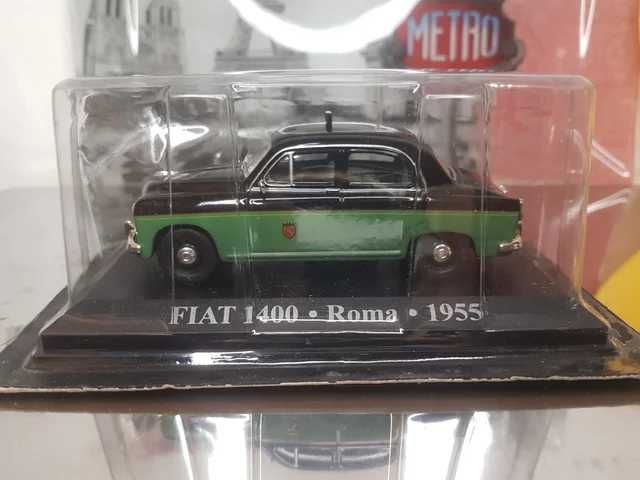 METRO
FIAT 1400 • Roma • 1955